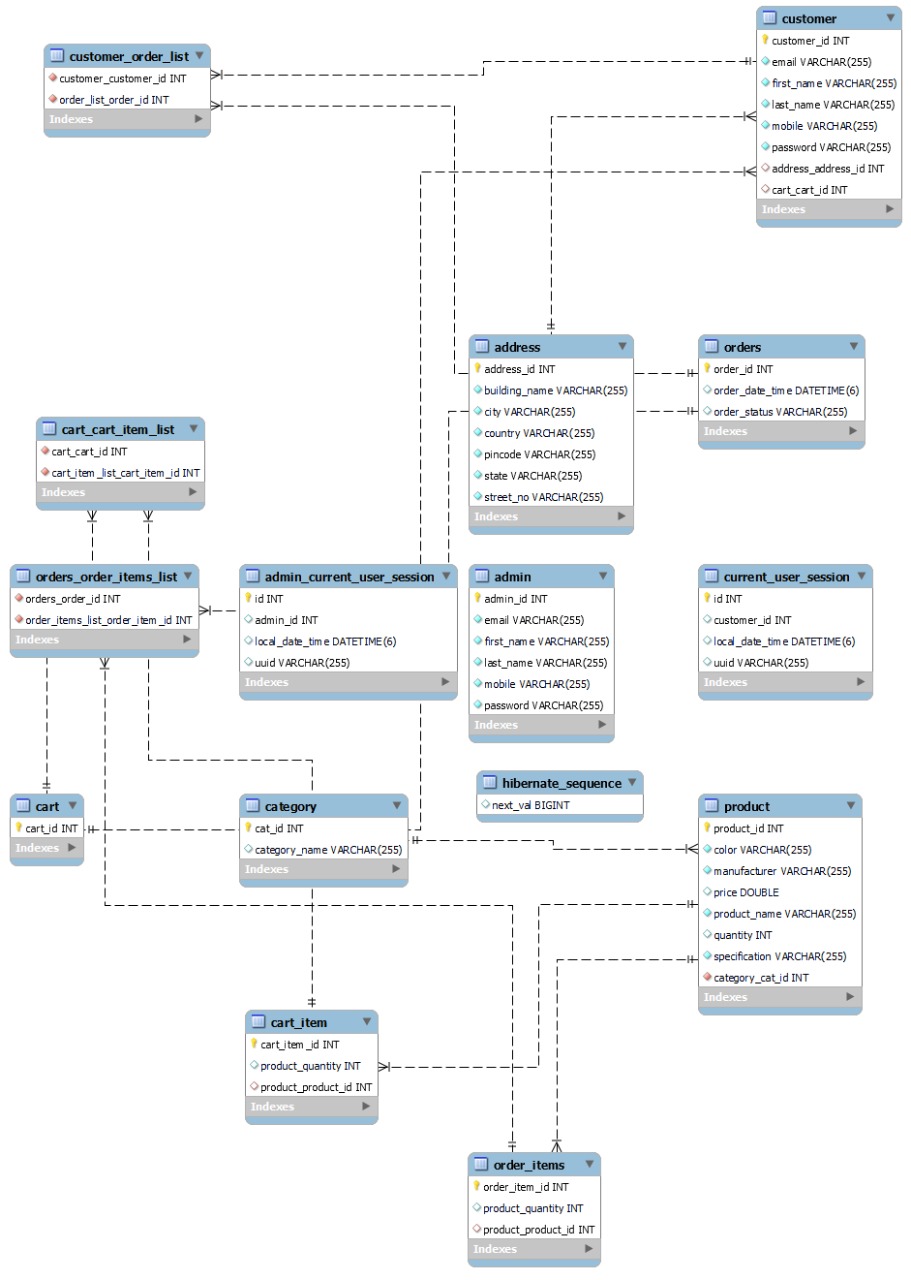 customer
customer_id INT
email VARCHAR(255)
first_name VARCHAR(255)
last_name VARCHAR(255)
mobile VARCHAR(255)
password VARCHAR(255)
address_address_id INT
cart_cart_id INT
Indexes
customer_order_list
customer_customer_id INT
order_list_order_id INT
Indexes
address
address_id INT
building_name VARCHAR(255)
city VARCHAR(255)
country VARCHAR(255)
pincode VARCHAR(255)
state VARCHAR(255)
street_no VARCHAR(255)
Indexes
orders
order_id INT
order_date_time DATETIME(6)
order_status VARCHAR(255)
Indexes
cart_cart_item_list
cart_cart_id INT
cart_item_list_cart_item_id INT
Indexes
orders_order_items_list
orders_order_id INT
order_items_list_order_item_id INT
Indexes
admin_current_user_session
id INT
admin_id INT
local_date_time DATETIME(6)
uuid VARCHAR(255)
Indexes
admin
admin_id INT
email VARCHAR(255)
first_name VARCHAR(255)
last_name VARCHAR(255)
mobile VARCHAR(255)
password VARCHAR(255)
Indexes
current_user_session
id INT
customer_id INT
local_date_time DATETIME(6)
uuid VARCHAR(255)
Indexes
hibernate_sequence
next_val BIGINT
cart
cart_id INT
Indexes
category
cat_id INT
category_name VARCHAR(255)
Indexes
product
product_id INT
color VARCHAR(255)
manufacturer VARCHAR(255)
price DOUBLE
product_name VARCHAR(255)
quantity INT
specification VARCHAR(255)
category_cat_id INT
Indexes
cart_item
cart_item_id INT
product_quantity INT
product_product_id INT
Indexes
order_items
order_item_id INT
product_quantity INT
product_product_id INT
Indexes